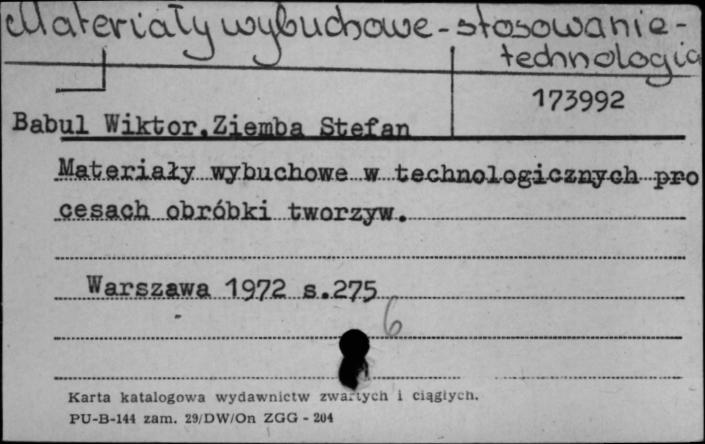 Materiały wybuchowe - stosowanie -
technologia
173992
Babul Wiktor,Ziemba Stefan
Materiały wybuchowe w technologicznych pro
cesach obróbki tworzyw.
Warszawa 1972 s.275
6
Karta katalogowa wydawnictw zwartych i ciągłych.
PU-B-144 zam. 29/DW/On ZGG - 204